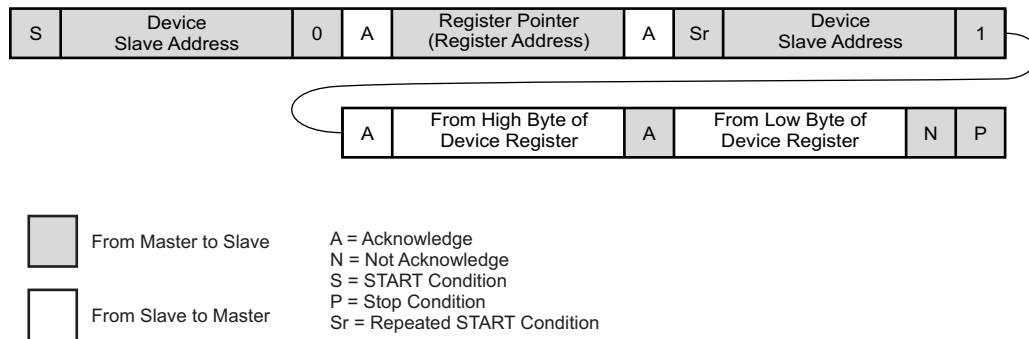 S Device Slave Address 0 A Register Pointer (Register Address) A Sr Device Slave Address 1
A From High Byte of Device Register A From Low Byte of Device Register N P
From Master to Slave
From Slave to Master
A = Acknowledge
N = Not Acknowledge
S = START Condition
P = Stop Condition
Sr = Repeated START Condition